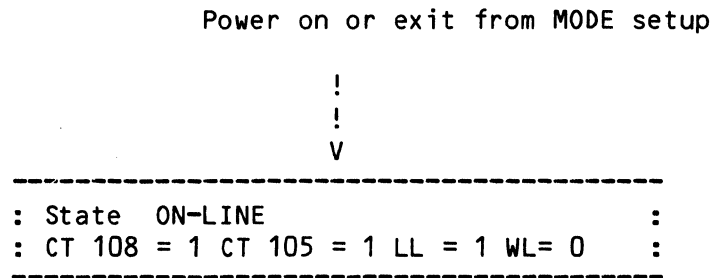 Power on or exit from MODE setup
!
!
V
---------------------------------------------
: State  ON-LINE                            :
: CT 108 = 1 CT 105 = 1 LL = 1 WL= 0     :
---------------------------------------------